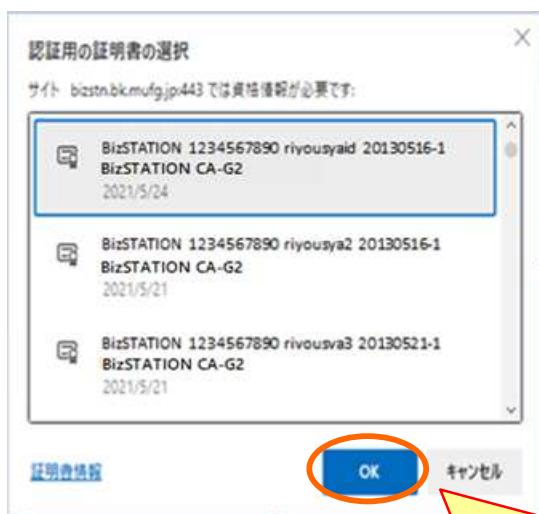 認証用の証明書の選択
サイト bizstn.bk.mufg.jp:443 では資格情報が必要です:
BizSTATION 1234567890 riyousyaid 20130516-1
BizSTATION CA-G2
2021/5/24
BizSTATION 1234567890 riyousya2 20130516-1
BizSTATION CA-G2
2021/5/21
BizSTATION 1234567890 riyousya3 20130521-1
BizSTATION CA-G2
2021/5/21
証明書情報
OK
キャンセル